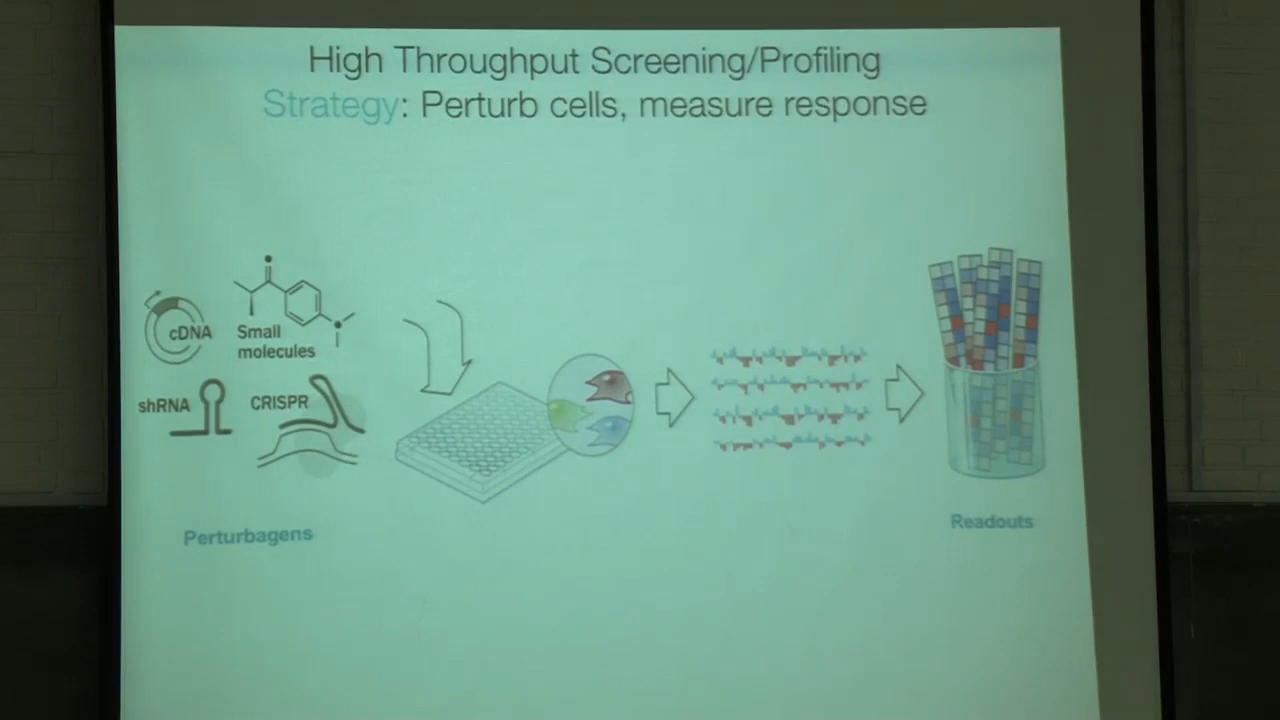 High Throughput Screening/Profiling
Strategy: Perturb cells, measure response
cDNA
Small
molecules
shRNA
CRISPR
Perturbagens
Readouts